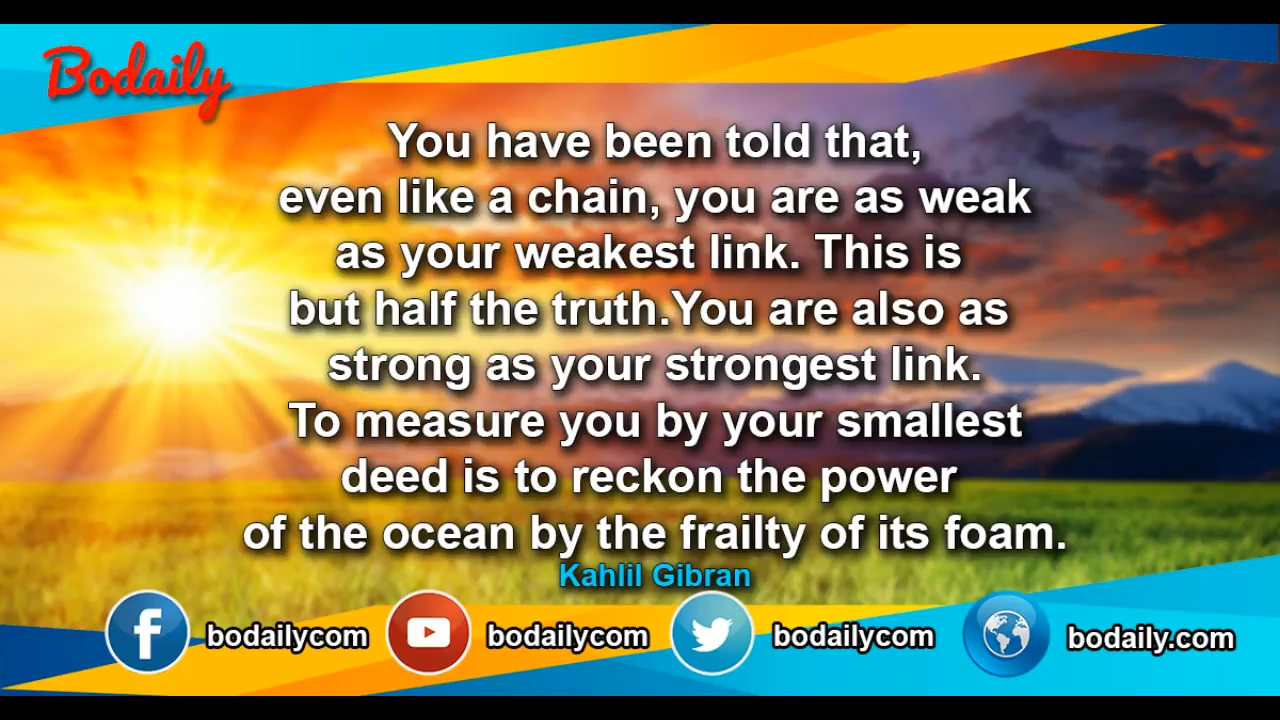 Bodaily
You have been told that,
even like a chain, you are as weak
as your weakest link. This is
but half the truth.You are also as
strong as your strongest link.
To measure you by your smallest
deed is to reckon the power
of the ocean by the frailty of its foam.
Kahlil Gibran
f bodailycom bodailycom bodailycom bodaily.com